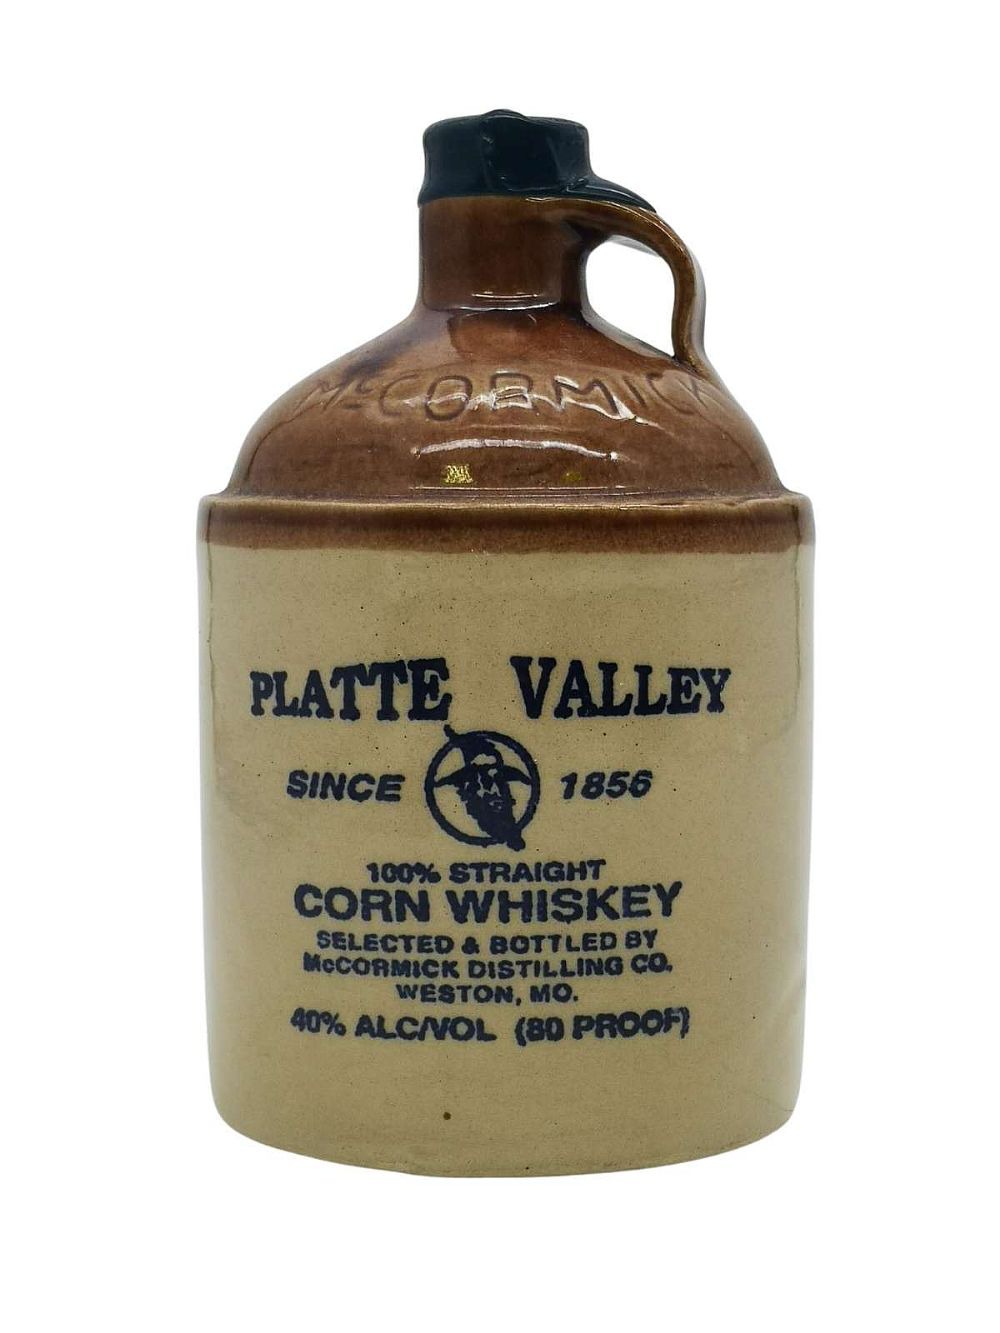 McCORMICK
PLATTE VALLEY
SINCE 1856
100% STRAIGHT
CORN WHISKEY
SELECTED & BOTTLED BY
McCORMICK DISTILLING CO.
WESTON, MO.
40% ALC/VOL (80 PROOF)